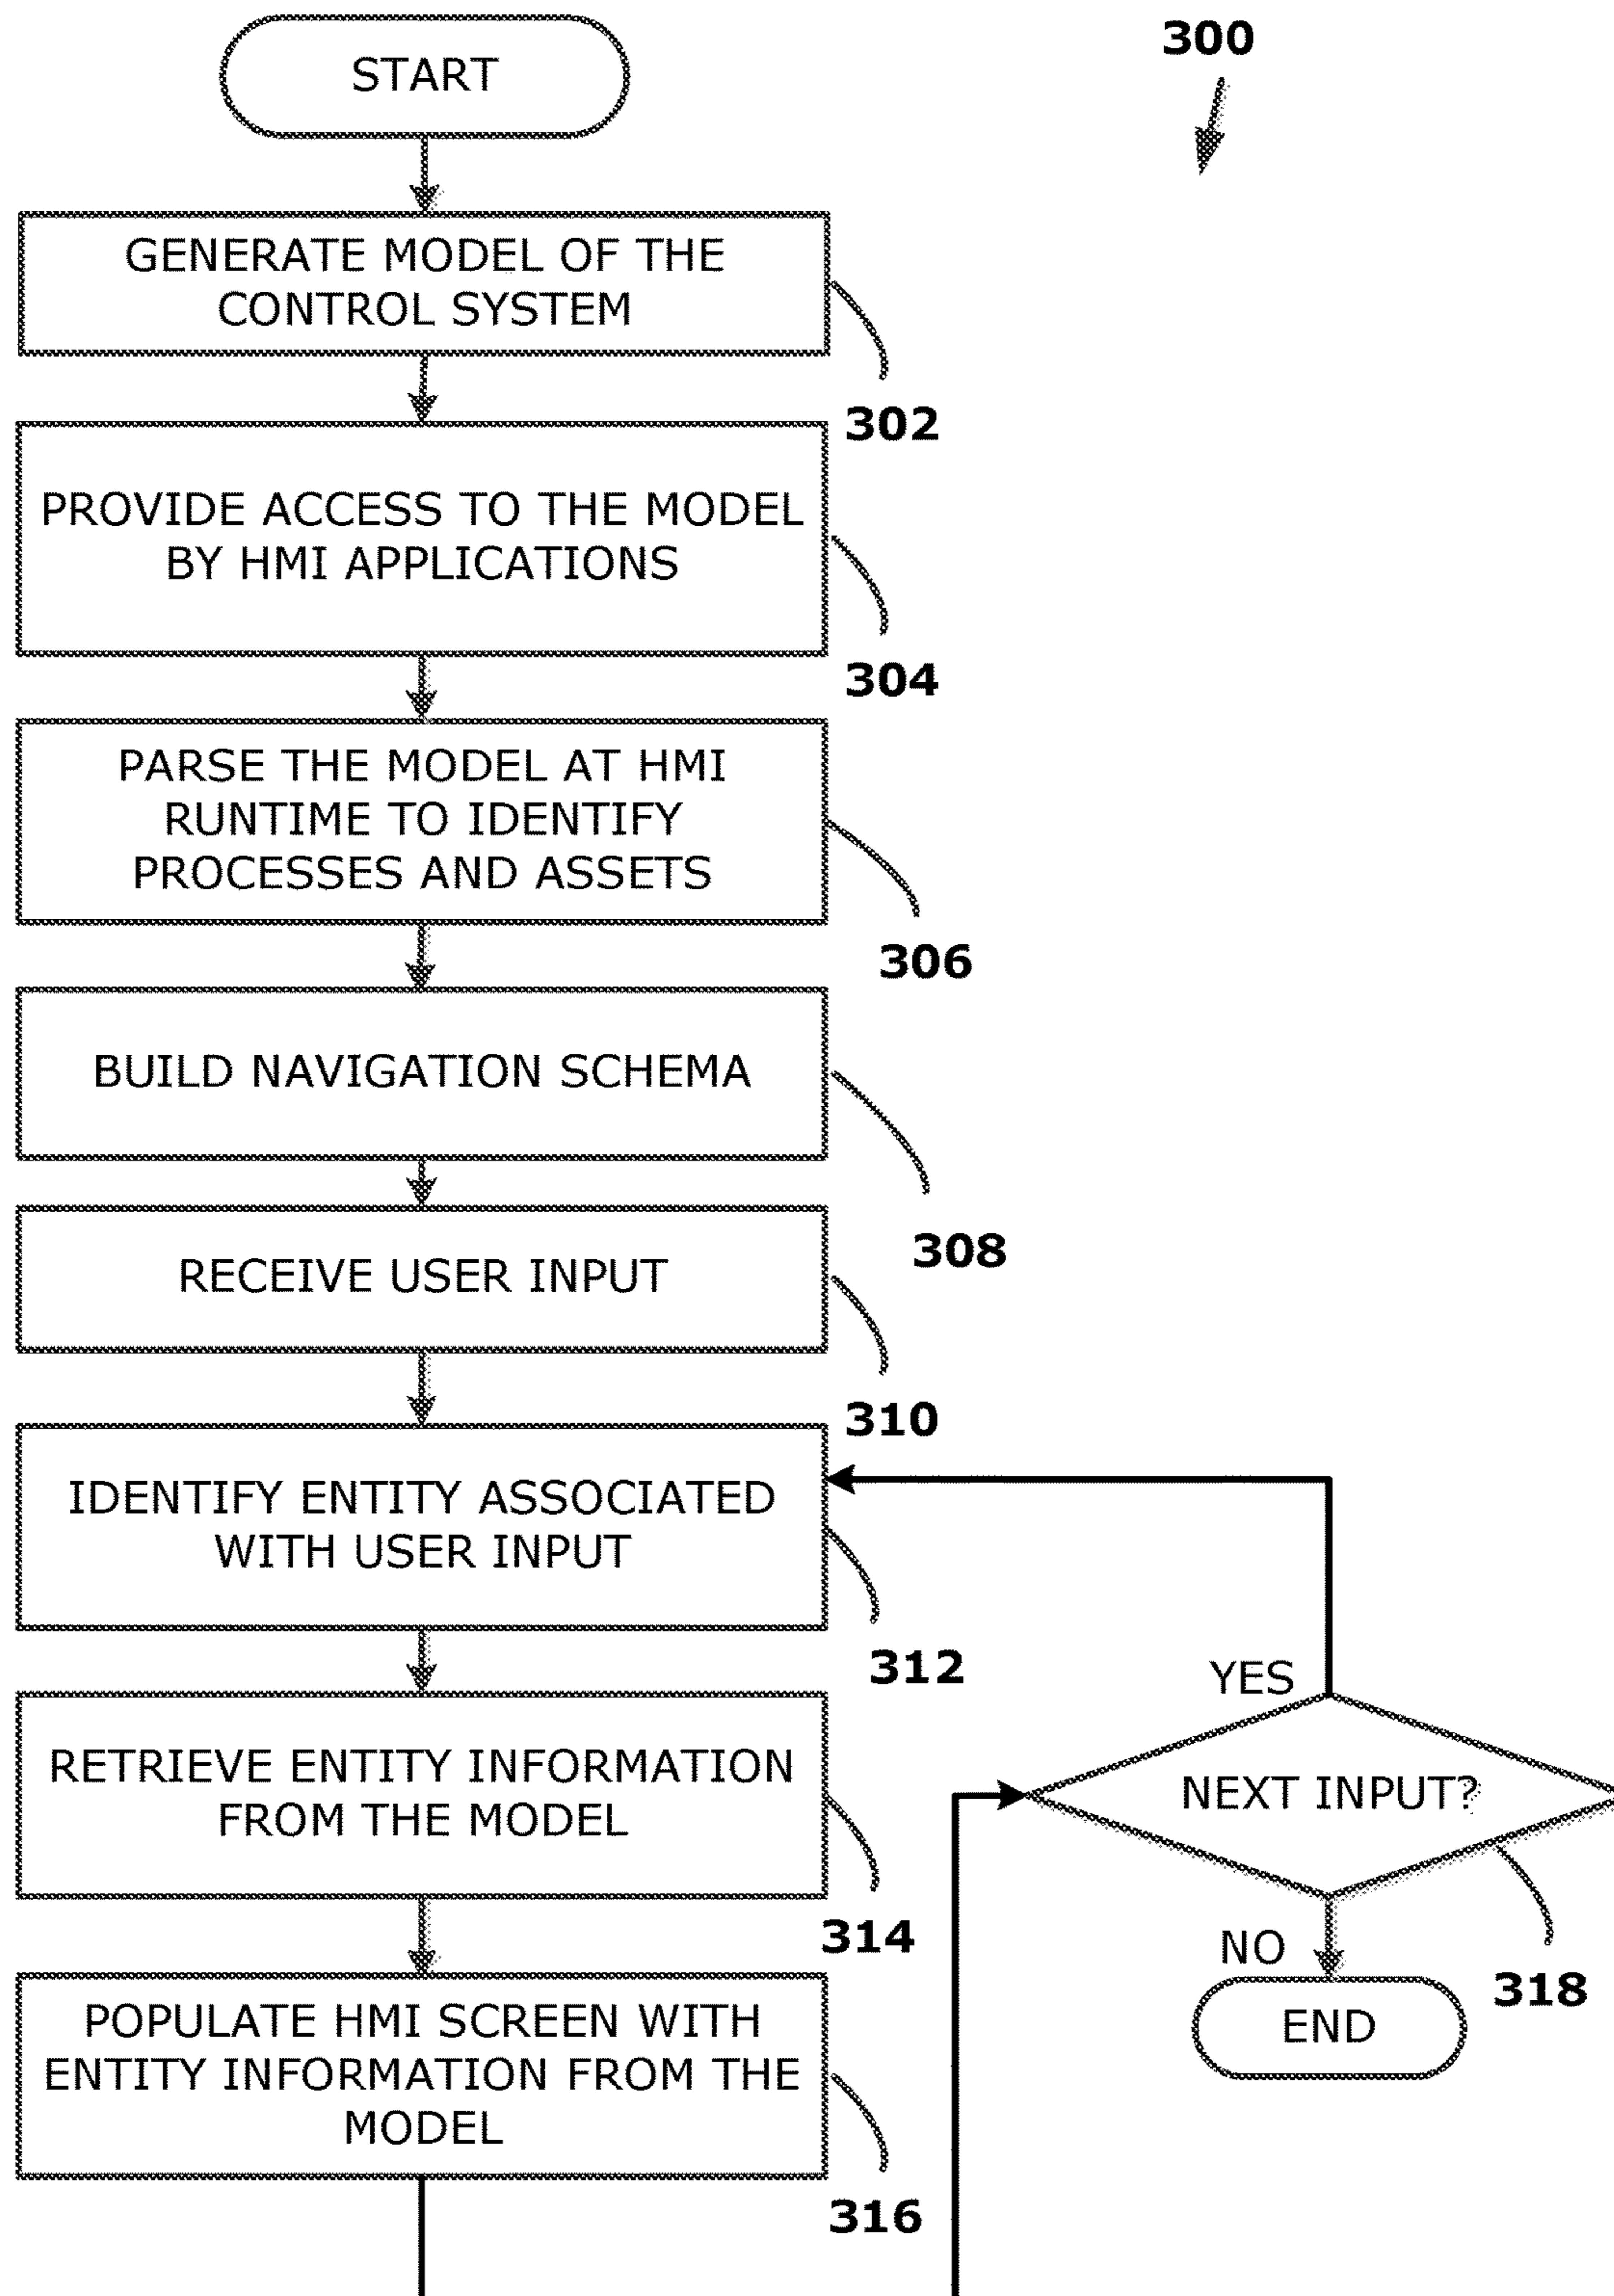 START
300
GENERATE MODEL OF THE
CONTROL SYSTEM
302
PROVIDE ACCESS TO THE MODEL
BY HMI APPLICATIONS
304
PARSE THE MODEL AT HMI
RUNTIME TO IDENTIFY
PROCESSES AND ASSETS
306
BUILD NAVIGATION SCHEMA
308
RECEIVE USER INPUT
310
IDENTIFY ENTITY ASSOCIATED
WITH USER INPUT
312
RETRIEVE ENTITY INFORMATION
FROM THE MODEL
314
POPULATE HMI SCREEN WITH
ENTITY INFORMATION FROM THE
MODEL
316
YES
NEXT INPUT?
318
NO
END